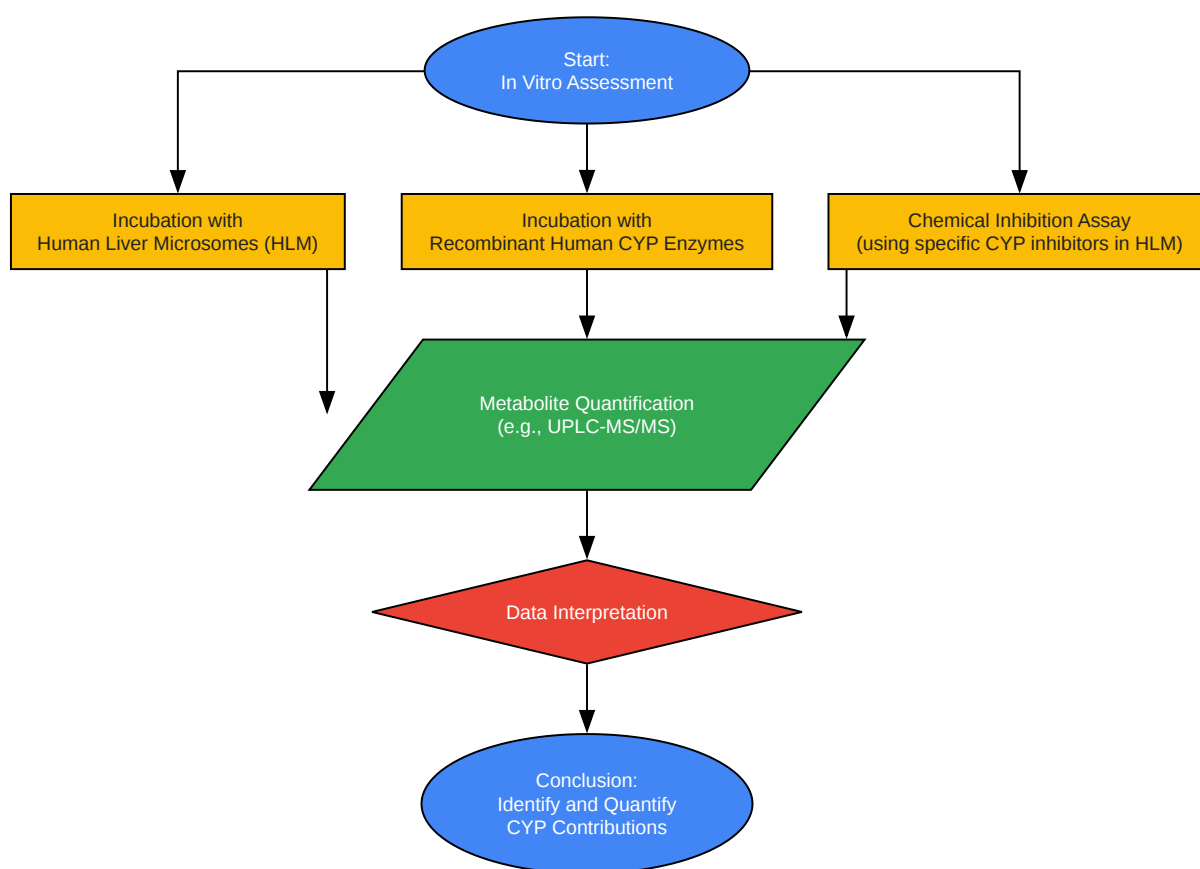 Start:
In Vitro Assessment
Incubation with
Human Liver Microsomes (HLM)
Incubation with
Recombinant Human CYP Enzymes
Chemical Inhibition Assay
(using specific CYP inhibitors in HLM)
Metabolite Quantification
(e.g., UPLC-MS/MS)
Data Interpretation
Conclusion:
Identify and Quantify
CYP Contributions